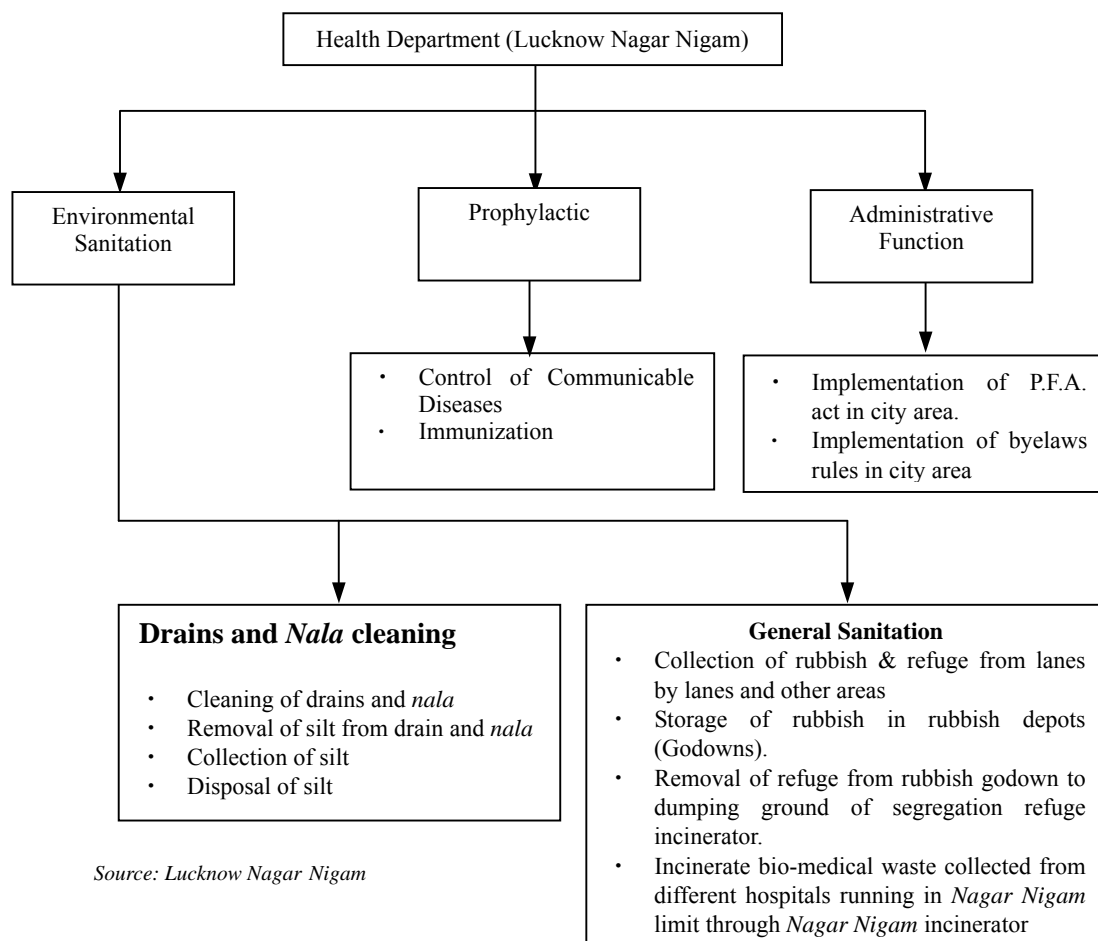 Health Department (Lucknow Nagar Nigam)
Environmental
Sanitation
Prophylactic
Administrative
Function
· Control of Communicable
Diseases
· Immunization
· Implementation of P.F.A.
act in city area.
· Implementation of byelaws
rules in city area
Drains and Nala cleaning
· Cleaning of drains and nala
· Removal of silt from drain and nala
· Collection of silt
· Disposal of silt
General Sanitation
· Collection of rubbish & refuge from lanes
by lanes and other areas
· Storage of rubbish in rubbish depots
(Godowns).
· Removal of refuge from rubbish godown to
dumping ground of segregation refuge
incinerator.
· Incinerate bio-medical waste collected from
different hospitals running in Nagar Nigam
limit through Nagar Nigam incinerator
Source: Lucknow Nagar Nigam